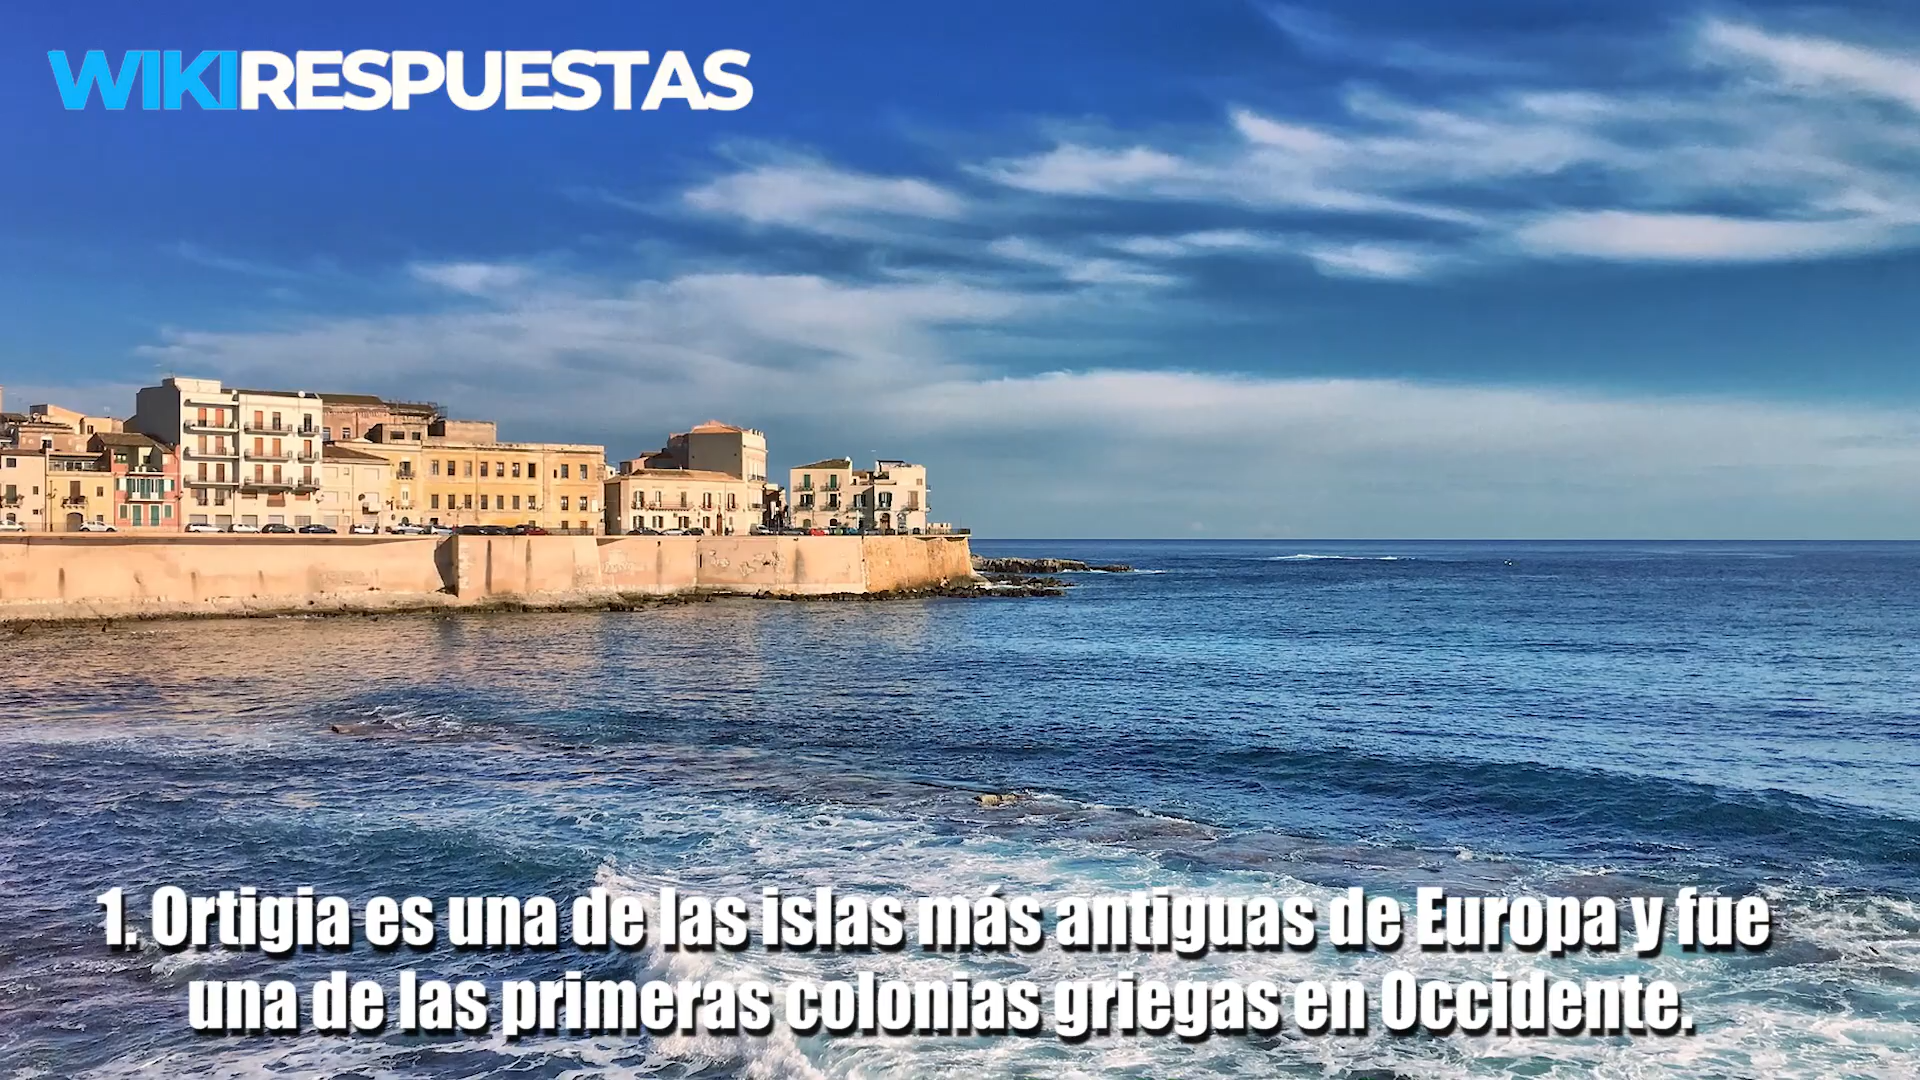 WIKIRESPUESTAS
1. Ortigia es una de las islas más antiguas de Europa y fue
una de las primeras colonias griegas en Occidente.